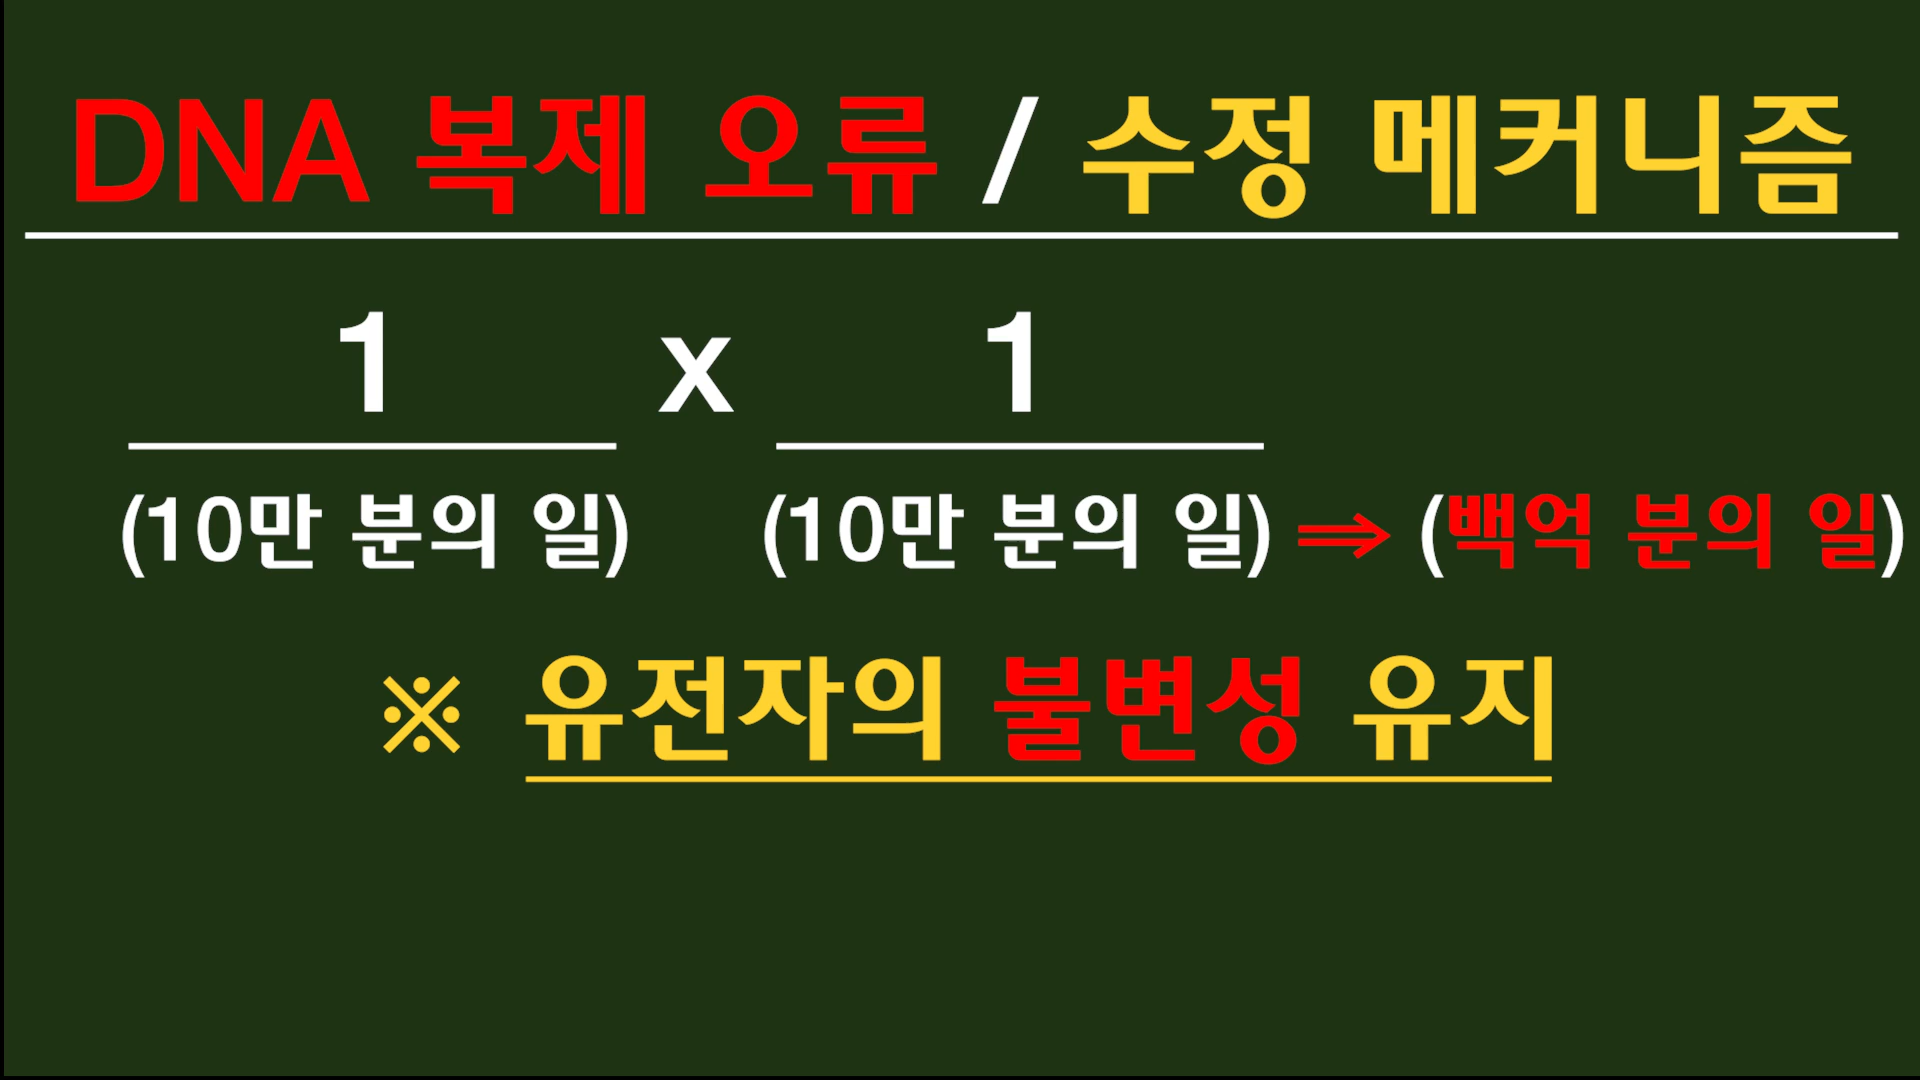 DNA 복제 오류 / 수정 메커니즘
1 x 1
(10만 분의 일) (10만 분의 일) ⇒ (백억 분의 일)
※ 유전자의 불변성 유지